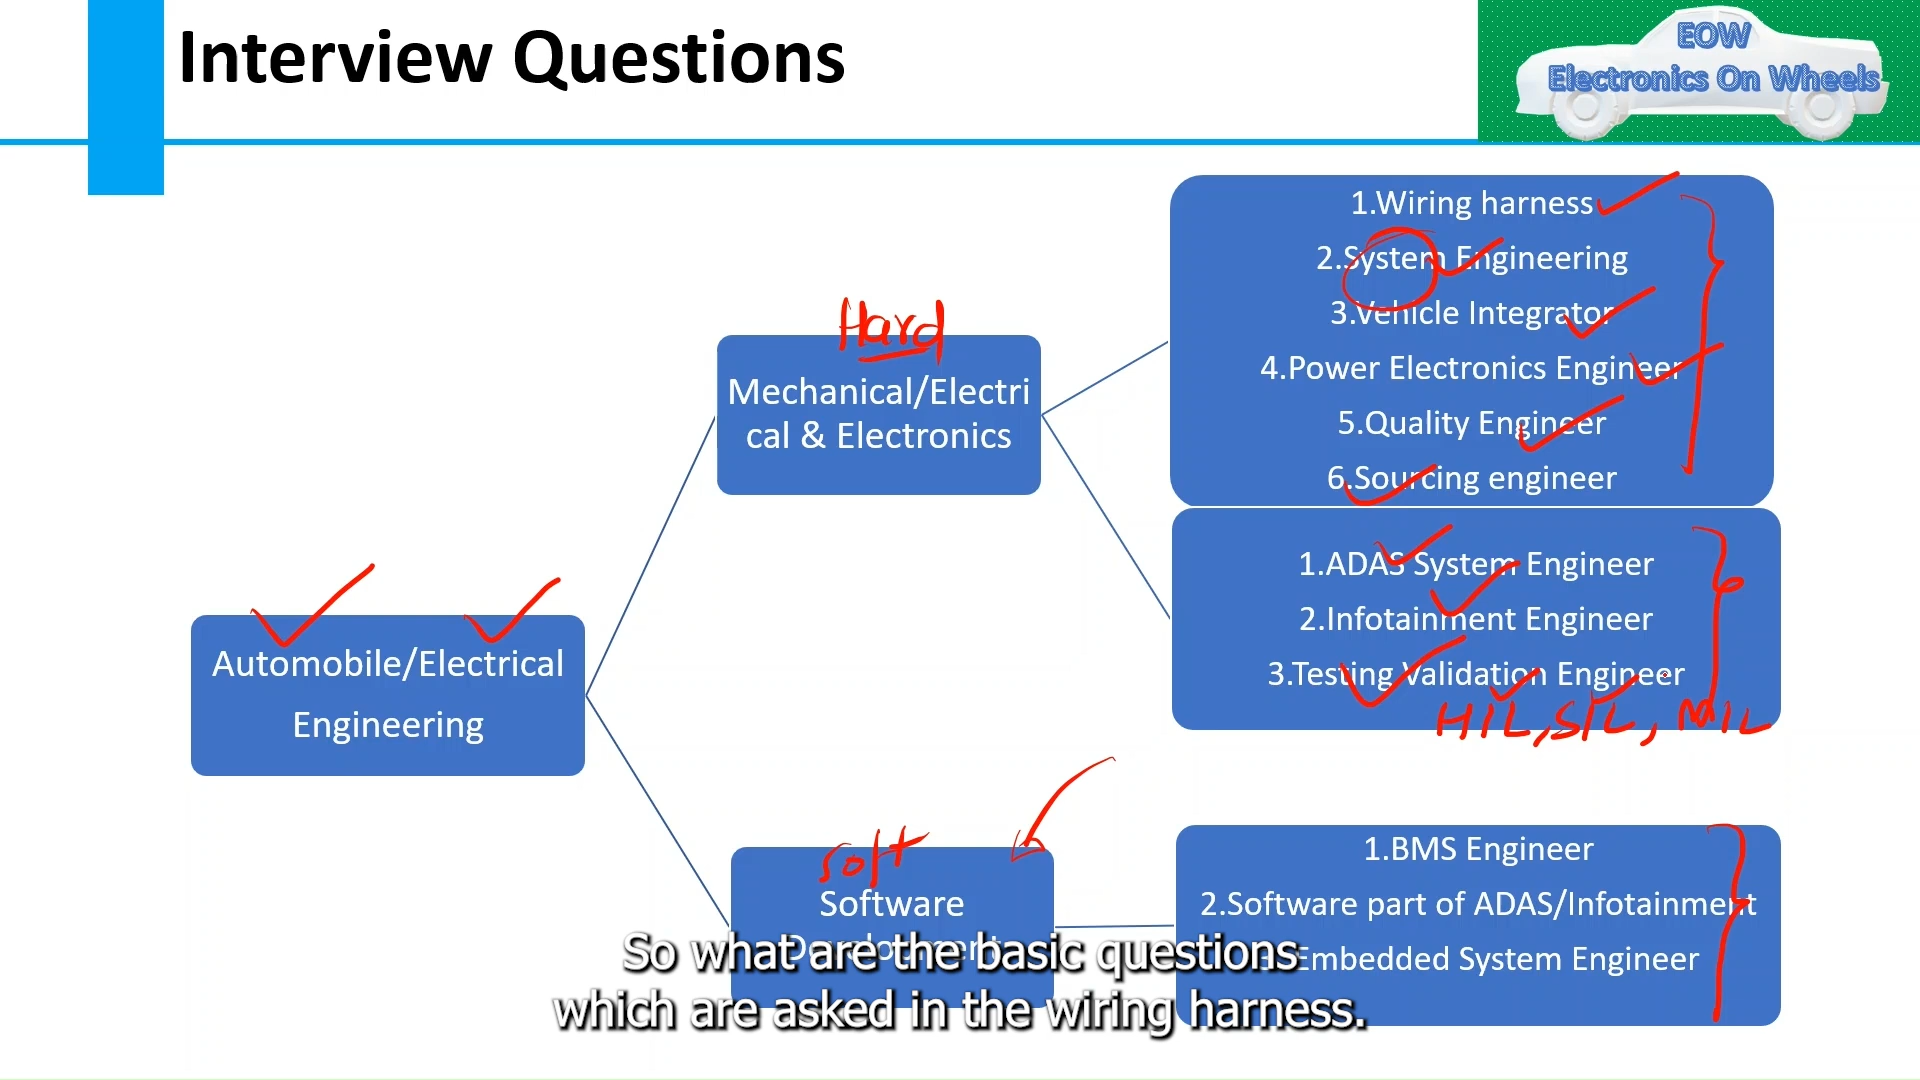 Interview Questions
EOW
Electronics On Wheels
1.Wiring harness
2.System Engineering
3.Vehicle Integrator
4.Power Electronics Engineer
5.Quality Engineer
6.Sourcing engineer
Hard
Mechanical/Electri
cal & Electronics
1.ADAS System Engineer
2.Infotainment Engineer
3.Testing Validation Engineer
HIL, SIL, MIL
Automobile/Electrical
Engineering
Soft
Software
1.BMS Engineer
2.Software part of ADAS/Infotainment
Embedded System Engineer
So what are the basic questions
which are asked in the wiring harness.